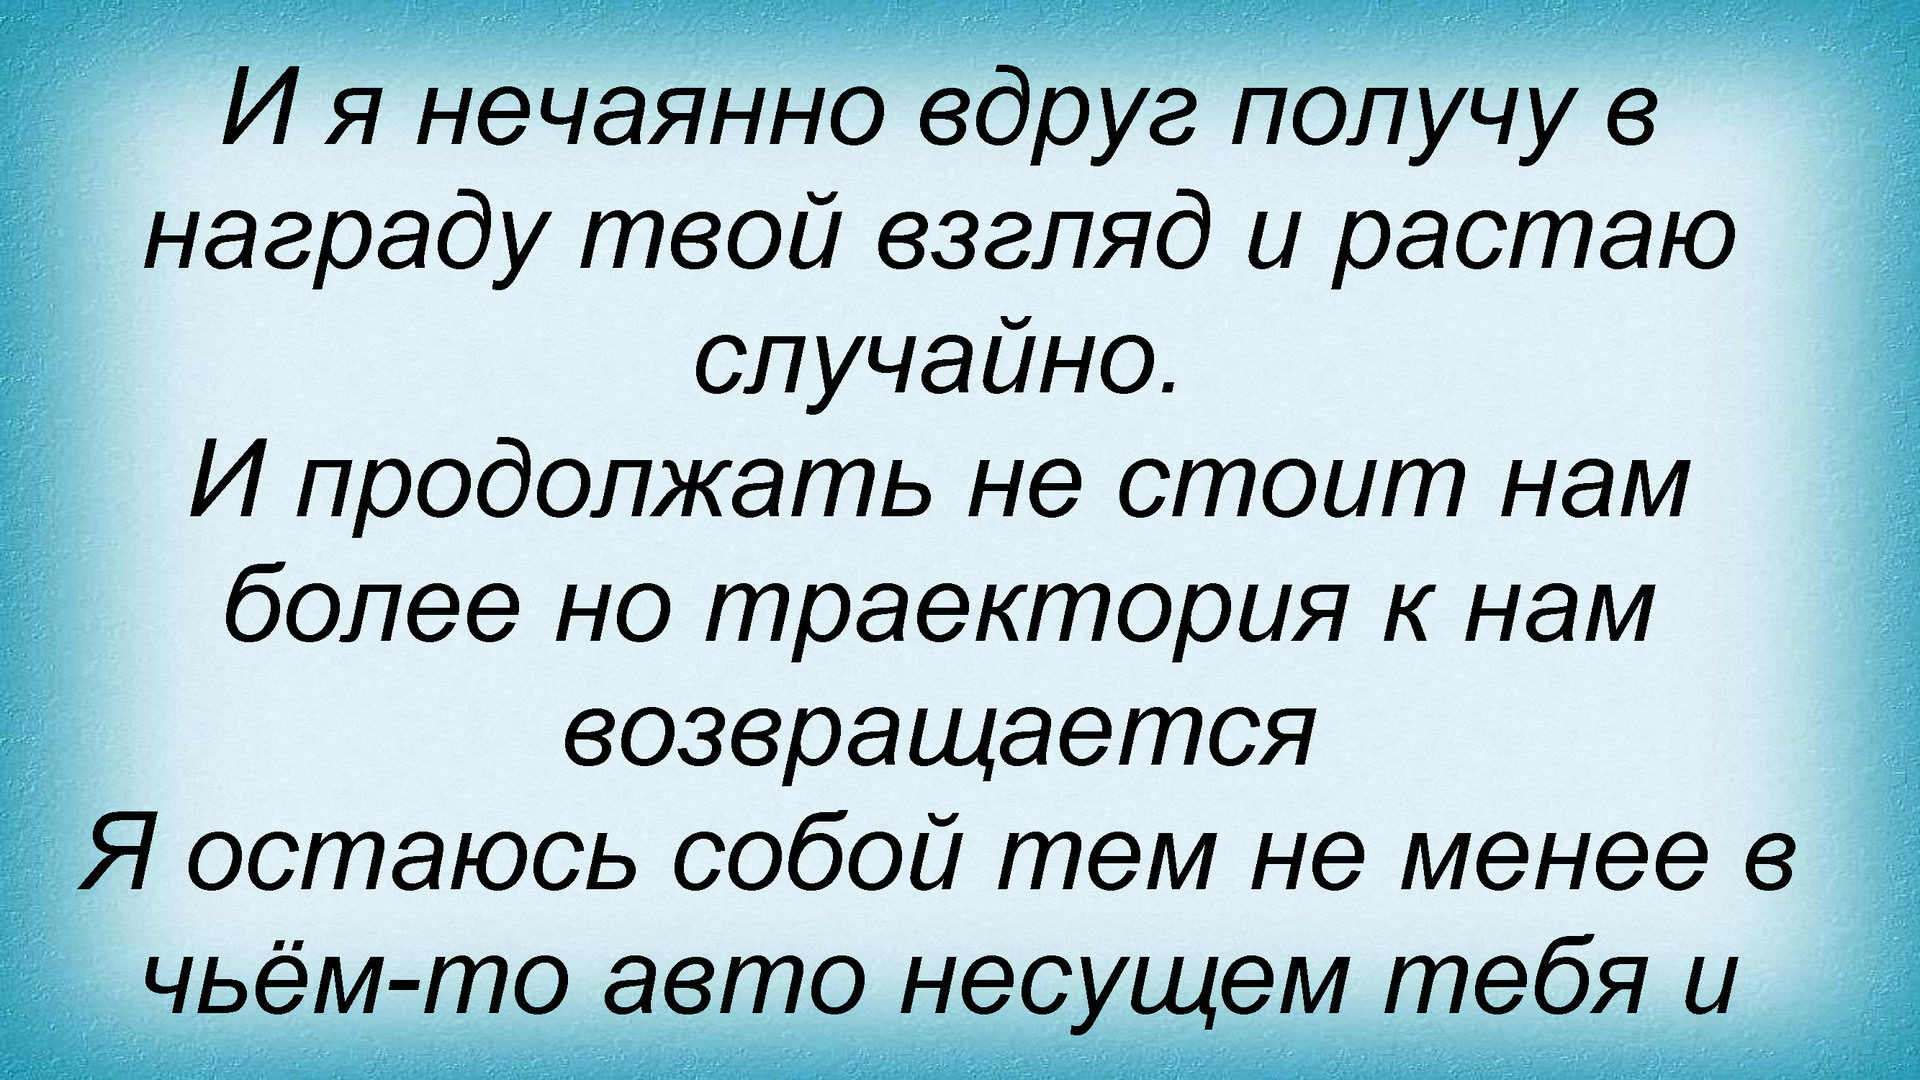 И я нечаянно вдруг получу в
награду твой взгляд и растаю
случайно.
И продолжать не стоит нам
более но траектория к нам
возвращается
Я остаюсь собой тем не менее в
чьём-то авто несущем тебя и